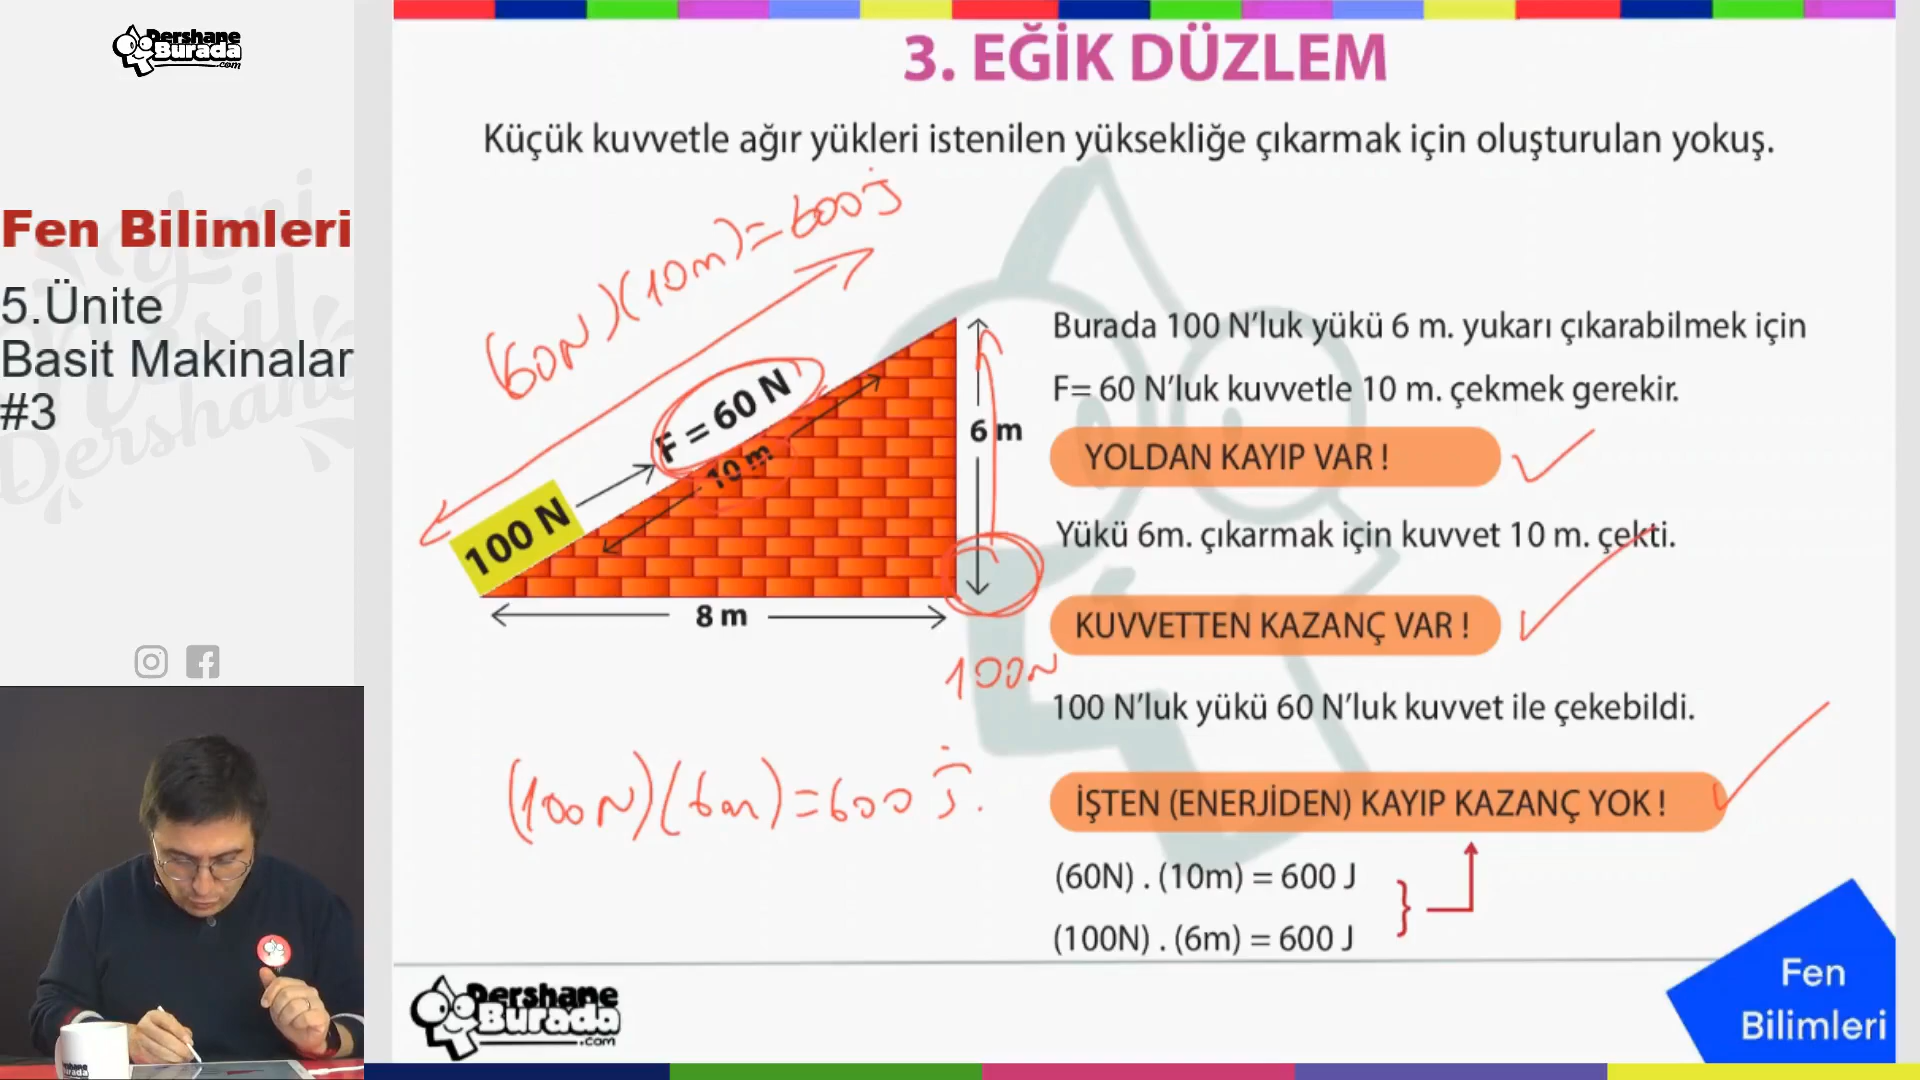 Dershane
Burada
.com
Fen Bilimleri
5.Ünite
Basit Makinalar
#3
3. EĞİK DÜZLEM
Küçük kuvvetle ağır yükleri istenilen yüksekliğe çıkarmak için oluşturulan yokuş.
60N)(10m)=600j
F = 60 N
10 m
100 N
6 m
8 m
100N
(100N)(6m)=600 j.
Burada 100 N'luk yükü 6 m. yukarı çıkarabilmek için
F= 60 N'luk kuvvetle 10 m. çekmek gerekir.
YOLDAN KAYIP VAR !
Yükü 6m. çıkarmak için kuvvet 10 m. çekti.
KUVVETTEN KAZANÇ VAR !
100 N'luk yükü 60 N'luk kuvvet ile çekebildi.
İŞTEN (ENERJİDEN) KAYIP KAZANÇ YOK !
(60N) . (10m) = 600 J
(100N) . (6m) = 600 J
Dershane
Burada
.com
Fen
Bilimleri